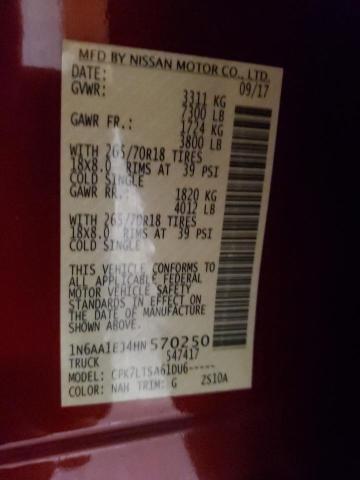 MFD BY NISSAN MOTOR CO., LTD.
DATE: 09/17
GVWR: 3311 KG
7300 LB
GAWR FR.: 1724 KG
3800 LB
WITH 265/70R18 TIRES
18X8.0 RIMS AT 39 PSI
COLD SINGLE
GAWR RR.: 1820 KG
4012 LB
WITH 265/70R18 TIRES
18X8.0 RIMS AT 39 PSI
COLD SINGLE
THIS VEHICLE CONFORMS TO
ALL APPLICABLE FEDERAL
MOTOR VEHICLE SAFETY
STANDARDS IN EFFECT ON
THE DATE OF MANUFACTURE
SHOWN ABOVE.
1N6AA1E34HN570250
TRUCK 547417
MODEL: CPK7LTSA61DU6-----
COLOR: NAH TRIM: G ZS10A